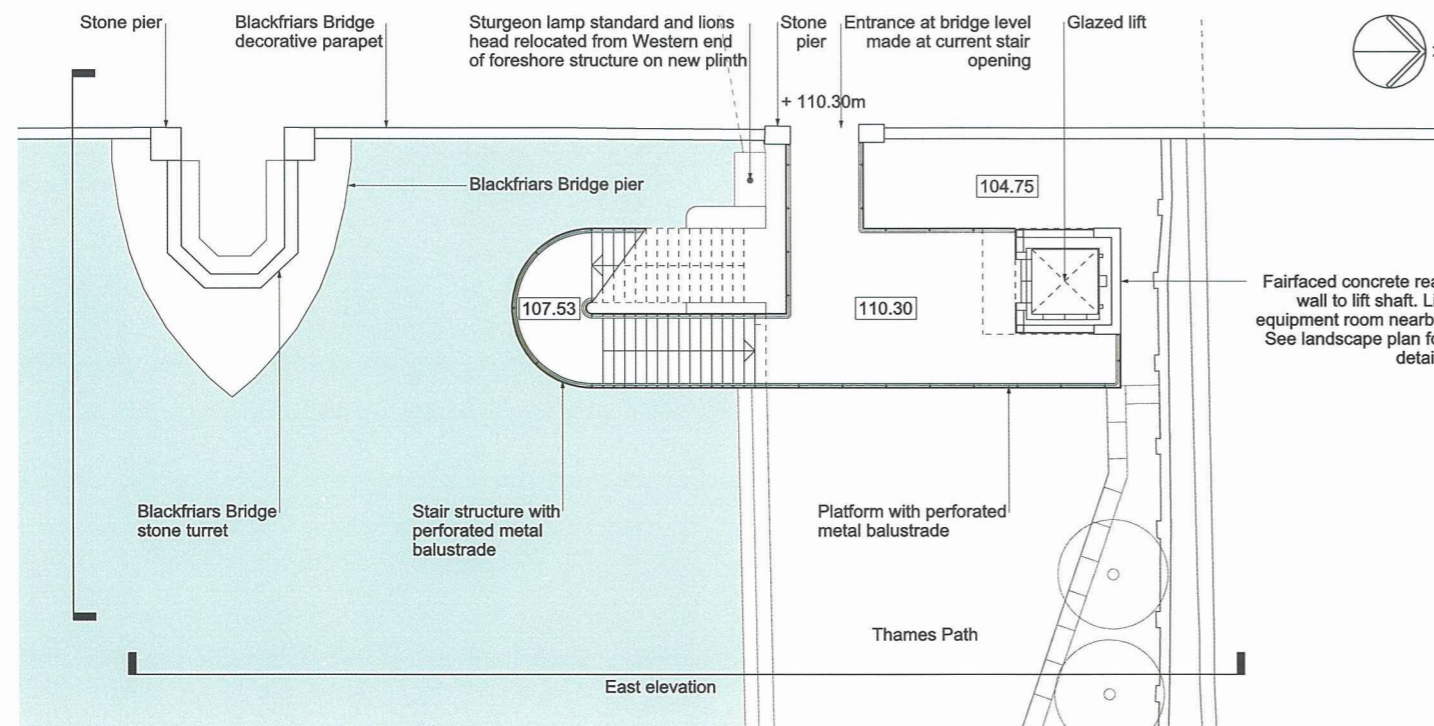 Stone pier
Blackfriars Bridge
decorative parapet
Sturgeon lamp standard and lions
head relocated from Western end
of foreshore structure on new plinth
Stone
pier
Entrance at bridge level
made at current stair
opening
Glazed lift
+ 110.30m
Blackfriars Bridge pier
104.75
107.53
110.30
Fairfaced concrete rea
wall to lift shaft. Li
equipment room nearb
See landscape plan fo
detai
Blackfriars Bridge
stone turret
Stair structure with
perforated metal
balustrade
Platform with perforated
metal balustrade
Thames Path
East elevation